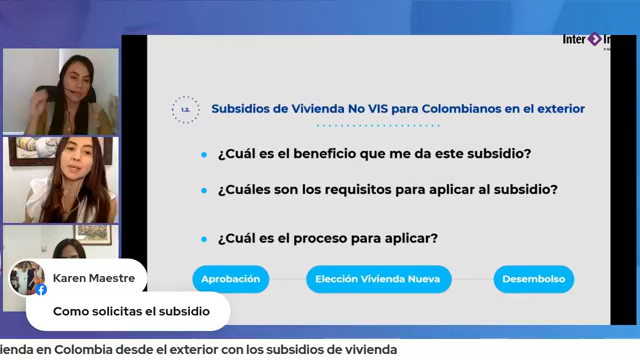 Inter
1.2.
Subsidios de Vivienda No VIS para Colombianos en el exterior
¿Cuál es el beneficio que me da este subsidio?
¿Cuáles son los requisitos para aplicar al subsidio?
¿Cuál es el proceso para aplicar?
Aprobación
Elección Vivienda Nueva
Desembolso
Karen Maestre
Como solicitas el subsidio
ienda en Colombia desde el exterior con los subsidios de vivienda